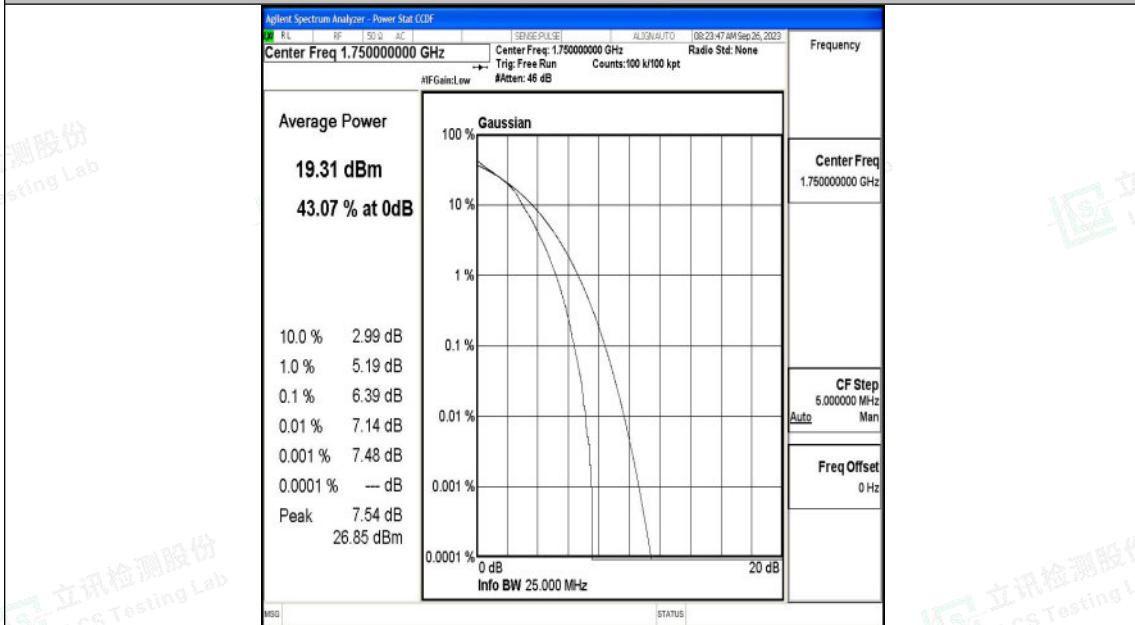 Agilent Spectrum Analyzer - Power Stat CCDF
RL RF 50 Ω AC SENSE:PULSE ALIGNAUTO 08:23:47 AM Sep 26, 2023
Center Freq 1.750000000 GHz
Center Freq: 1.750000000 GHz
Radio Std: None
Trig: Free Run
Counts:100 k/100 kpt
#IFGain:Low
#Atten: 46 dB
Frequency
Average Power
19.31 dBm
43.07 % at 0dB
10.0 % 2.99 dB
1.0 % 5.19 dB
0.1 % 6.39 dB
0.01 % 7.14 dB
0.001 % 7.48 dB
0.0001 % --- dB
Peak 7.54 dB
26.85 dBm
Gaussian
100 %
10 %
1 %
0.1 %
0.01 %
0.001 %
0.0001 %
0 dB
20 dB
Info BW 25.000 MHz
Center Freq
1.750000000 GHz
CF Step
5.000000 MHz
Auto Man
Freq Offset
0 Hz
MSG
STATUS
测股份
sting Lab
立讯检测股份
CS Testing Lab
立讯检测股份
CS Testing L